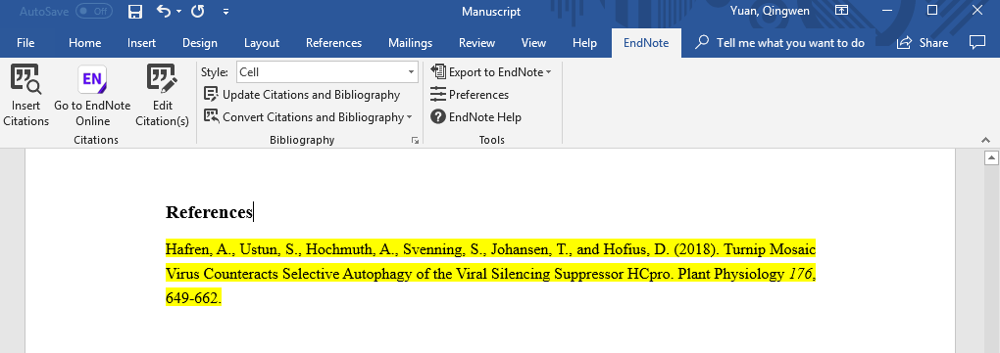 AutoSave Off Manuscript Yuan, Qingwen
File Home Insert Design Layout References Mailings Review View Help EndNote Tell me what you want to do Share
EN Style: Cell Export to EndNote
Insert Go to EndNote Edit Update Citations and Bibliography Preferences
Citations Online Citation(s) Convert Citations and Bibliography EndNote Help
Citations Bibliography Tools
References
Hafren, A., Ustun, S., Hochmuth, A., Svenning, S., Johansen, T., and Hofius, D. (2018). Turnip Mosaic
Virus Counteracts Selective Autophagy of the Viral Silencing Suppressor HCpro. Plant Physiology 176,
649-662.